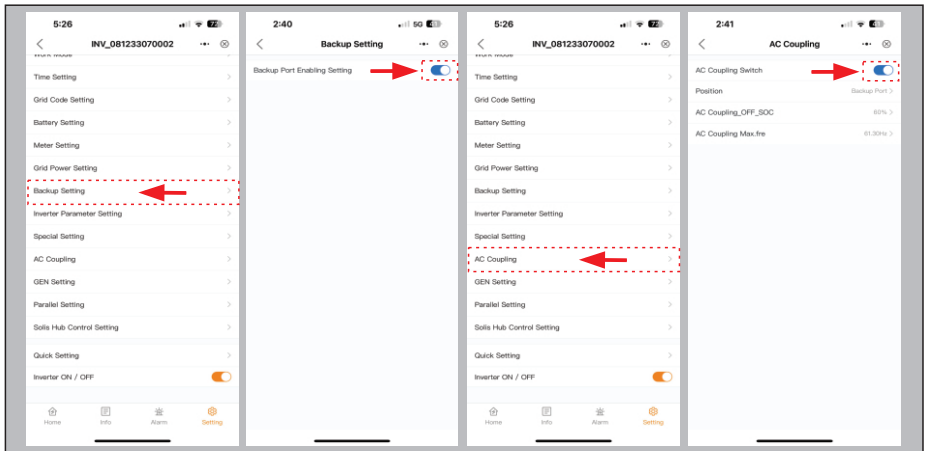 5:26
73
INV_081233070002
Work Mode
Time Setting
Grid Code Setting
Battery Setting
Meter Setting
Grid Power Setting
Backup Setting
Inverter Parameter Setting
Special Setting
AC Coupling
GEN Setting
Parallel Setting
Solis Hub Control Setting
Quick Setting
Inverter ON / OFF
Home
Info
Alarm
Setting
2:40
5G
Backup Setting
Backup Port Enabling Setting
5:26
73
INV_081233070002
Work Mode
Time Setting
Grid Code Setting
Battery Setting
Meter Setting
Grid Power Setting
Backup Setting
Inverter Parameter Setting
Special Setting
AC Coupling
GEN Setting
Parallel Setting
Solis Hub Control Setting
Quick Setting
Inverter ON / OFF
Home
Info
Alarm
Setting
2:41
AC Coupling
AC Coupling Switch
Position Backup Port
AC Coupling_OFF_SOC 80%
AC Coupling Max.fre 61.30Hz